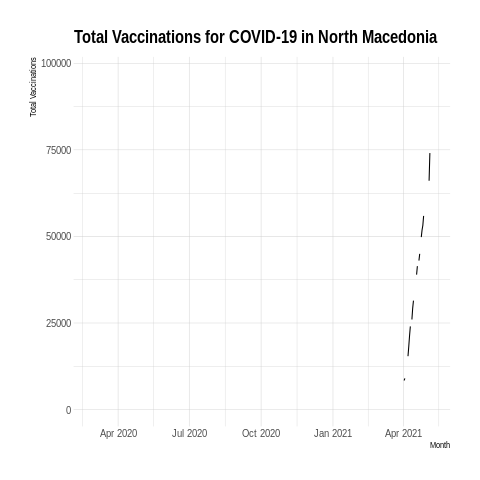 Total Vaccinations for COVID-19 in North Macedonia
Total Vaccinations
100000
75000
50000
25000
0
Apr 2020 Jul 2020 Oct 2020 Jan 2021 Apr 2021
Month